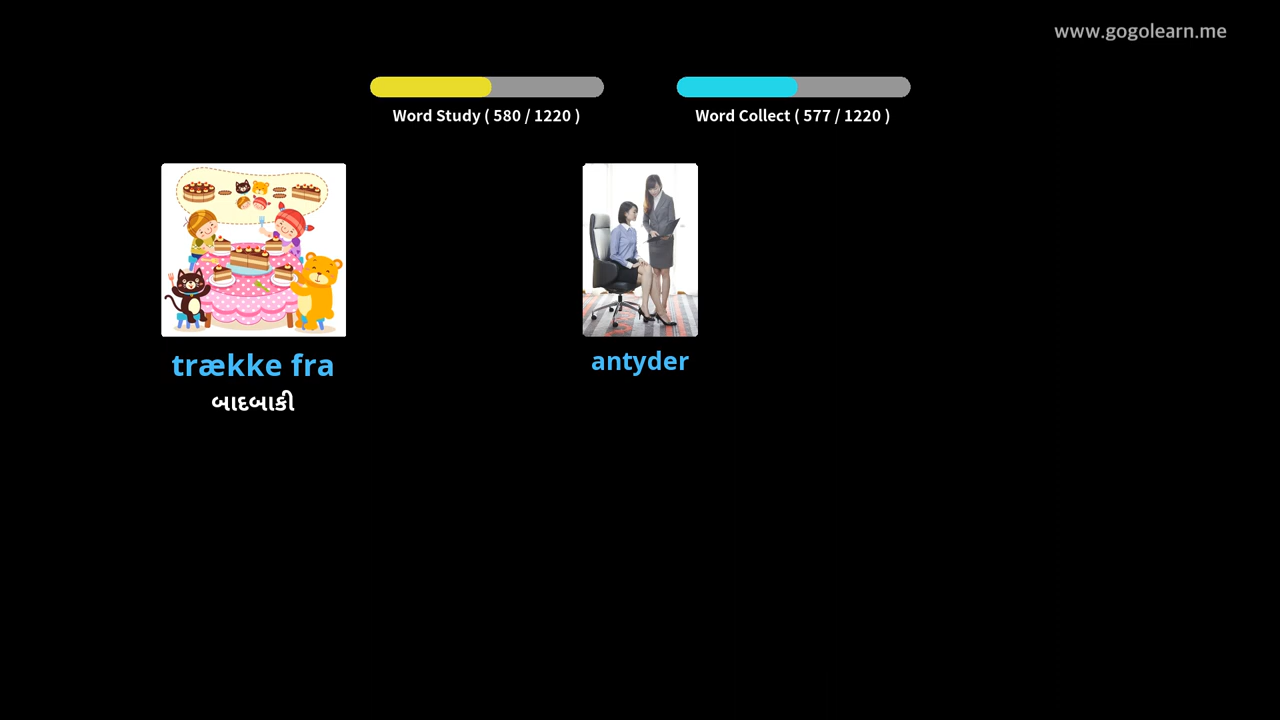 www.gogolearn.me
Word Study ( 580 / 1220 )
Word Collect ( 577 / 1220 )
trække fra
બાદબાકી
antyder